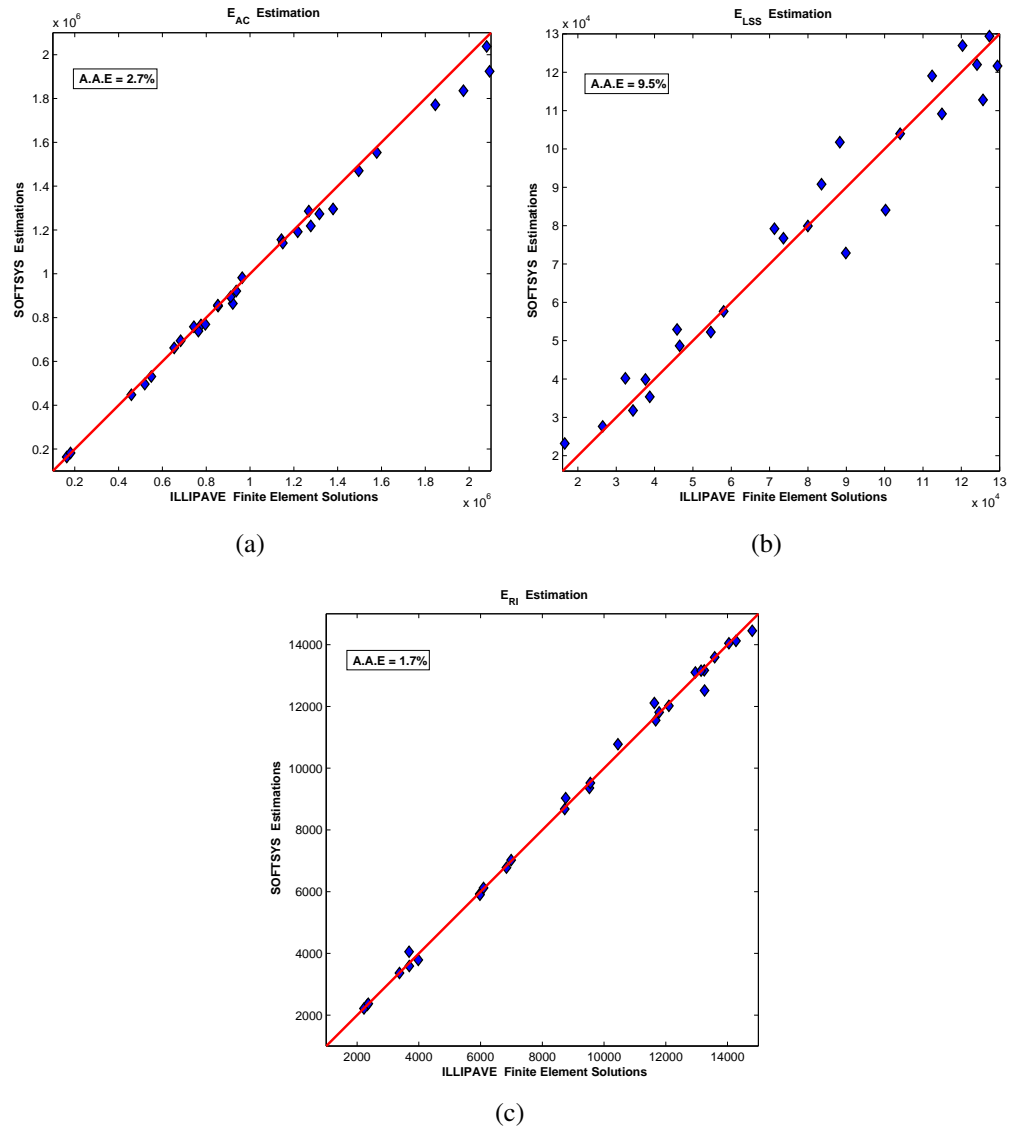 E_AC Estimation
x 10^6
A.A.E = 2.7%
SOFTSYS Estimations
2
1.8
1.6
1.4
1.2
1
0.8
0.6
0.4
0.2
0.2 0.4 0.6 0.8 1 1.2 1.4 1.6 1.8 2
ILLIPAVE Finite Element Solutions
x 10^6
(a)
E_LSS Estimation
x 10^4
A.A.E = 9.5%
SOFTSYS Estimations
13
12
11
10
9
8
7
6
5
4
3
2
2 3 4 5 6 7 8 9 10 11 12 13
ILLIPAVE Finite Element Solutions
x 10^4
(b)
E_RI Estimation
A.A.E = 1.7%
SOFTSYS Estimations
14000
12000
10000
8000
6000
4000
2000
2000 4000 6000 8000 10000 12000 14000
ILLIPAVE Finite Element Solutions
(c)